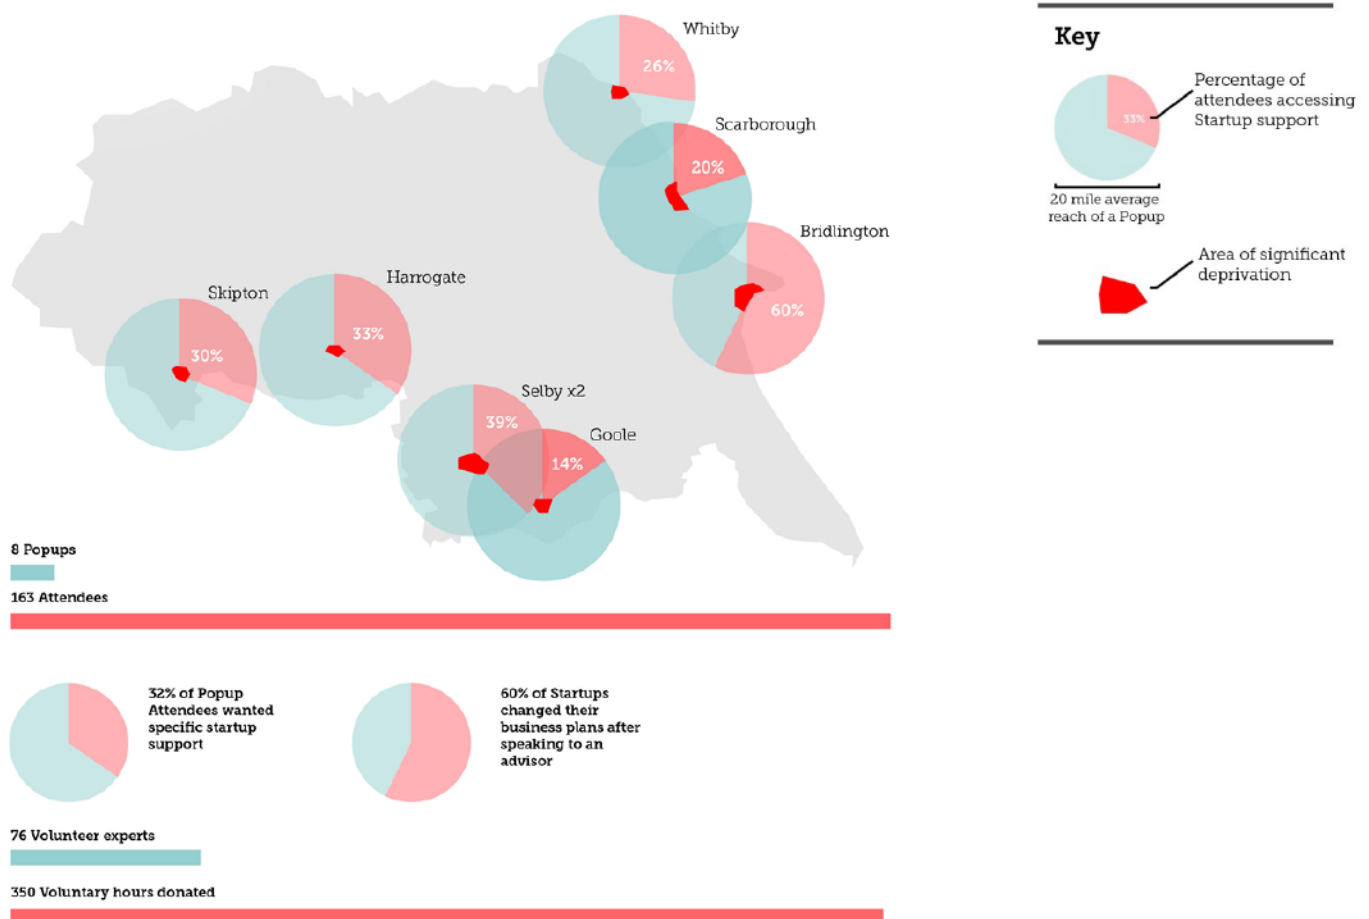 Whitby
26%
Scarborough
20%
Bridlington
60%
Harrogate
33%
Skipton
30%
Selby x2
39%
Goole
14%
Key
33%
Percentage of
attendees accessing
Startup support
20 mile average
reach of a Popup
Area of significant
deprivation
8 Popups
163 Attendees
32% of Popup
Attendees wanted
specific startup
support
60% of Startups
changed their
business plans after
speaking to an
advisor
76 Volunteer experts
350 Voluntary hours donated